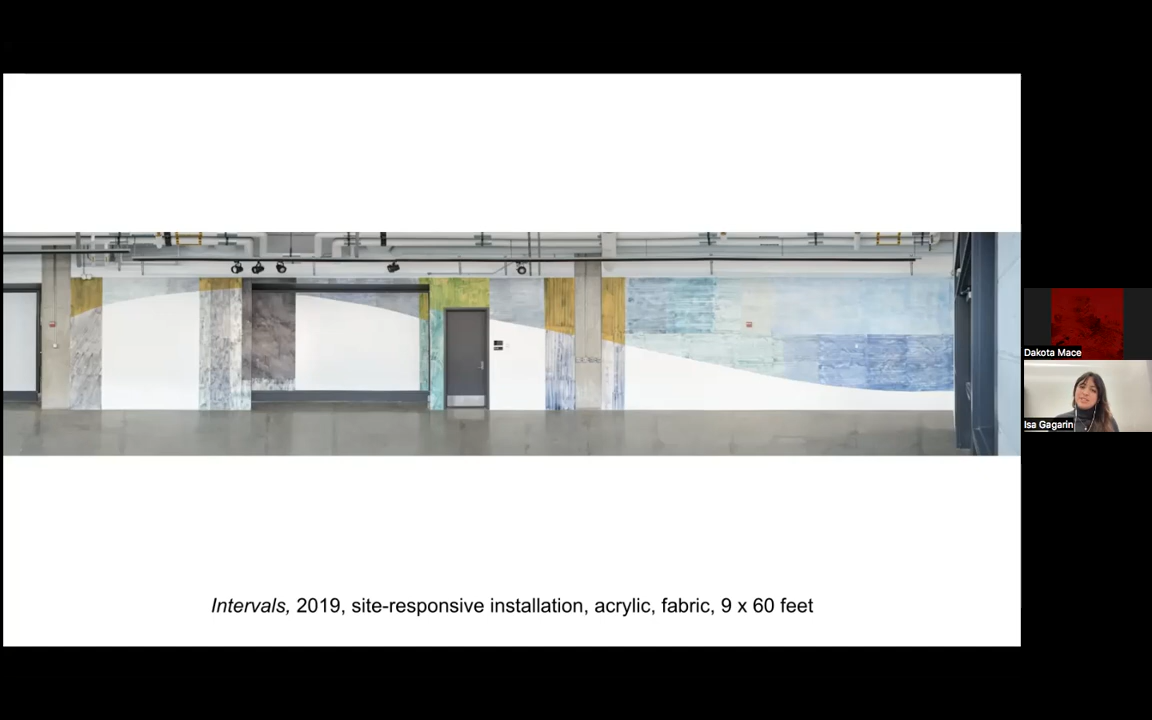 Intervals, 2019, site-responsive installation, acrylic, fabric, 9 x 60 feet
Dakota Mace
Isa Gagarin